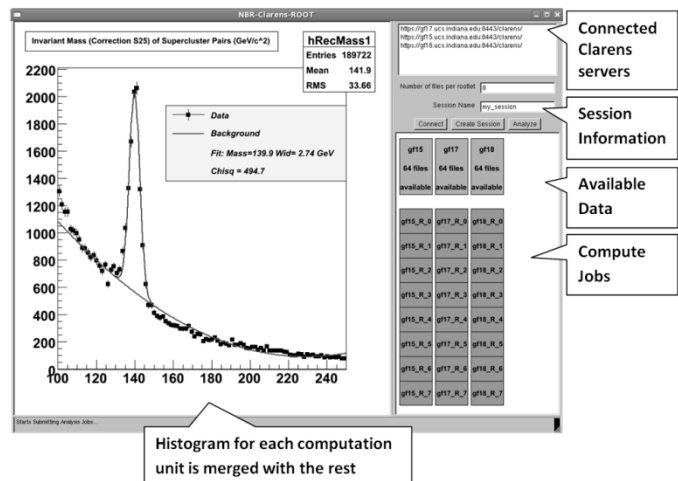 NBR-Clarens-ROOT
Invariant Mass (Correction S25) of Supercluster Pairs (GeV/c^2)
hRecMass1
Entries 189722
Mean 141.9
RMS 33.66
2200
2000
1800
1600
1400
1200
1000
800
600
400
200
0
100 120 140 160 180 200 220 240
Data
Background
Fit: Mass=139.9 Wid= 2.74 GeV
Chisq = 494.7
https://gf17.ucs.indiana.edu:8443/clarens/
https://gf15.ucs.indiana.edu:8443/clarens/
https://gf18.ucs.indiana.edu:8443/clarens/
Number of files per rootlet 8
Session Name my_session
Connect Create Session Analyze
gf15 gf17 gf18
64 files 64 files 64 files
available available available
gf15_R_0 gf17_R_0 gf18_R_0
gf15_R_1 gf17_R_1 gf18_R_1
gf15_R_2 gf17_R_2 gf18_R_2
gf15_R_3 gf17_R_3 gf18_R_3
gf15_R_4 gf17_R_4 gf18_R_4
gf15_R_5 gf17_R_5 gf18_R_5
gf15_R_6 gf17_R_6 gf18_R_6
gf15_R_7 gf17_R_7 gf18_R_7
Starts Submitting Analysis Jobs...
Connected
Clarens
servers
Session
Information
Available
Data
Compute
Jobs
Histogram for each computation
unit is merged with the rest